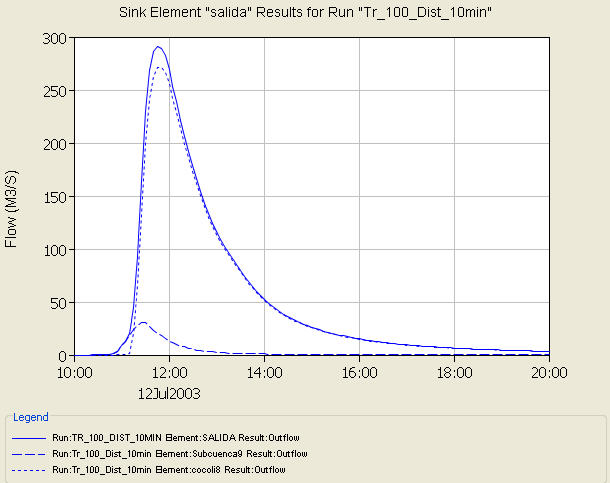 Sink Element "salida" Results for Run "Tr_100_Dist_10min"
300
250
200
150
100
50
0
Flow (M3/S)
10:00 12:00 14:00 16:00 18:00 20:00
12Jul2003
Legend
Run:TR_100_DIST_10MIN Element:SALIDA Result:Outflow
Run:Tr_100_Dist_10min Element:Subcuenca9 Result:Outflow
Run:Tr_100_Dist_10min Element:cocoli8 Result:Outflow